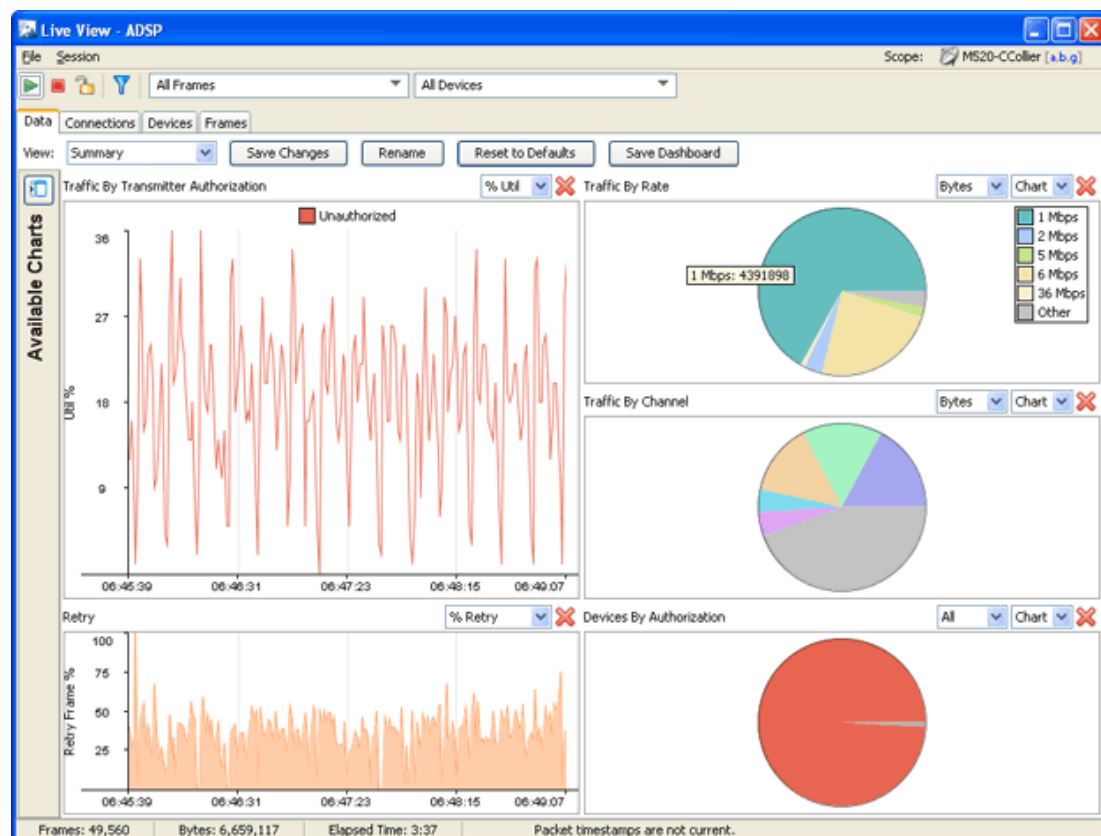 Live View - ADSP
File Session Scope: M520-CCollier [a,b,g]
All Frames All Devices
Data Connections Devices Frames
View: Summary Save Changes Rename Reset to Defaults Save Dashboard
Available Charts
Traffic By Transmitter Authorization % Util
Unauthorized
Util %
36
27
18
9
06:45:39 06:46:31 06:47:23 06:48:15 06:49:07
Traffic By Rate Bytes Chart
1 Mbps: 4391898
1 Mbps
2 Mbps
5 Mbps
6 Mbps
36 Mbps
Other
Traffic By Channel Bytes Chart
Retry % Retry
Retry Frame %
100
75
50
25
06:45:39 06:46:31 06:47:23 06:48:15 06:49:07
Devices By Authorization All Chart
Frames: 49,560 Bytes: 6,659,117 Elapsed Time: 3:37 Packet timestamps are not current.